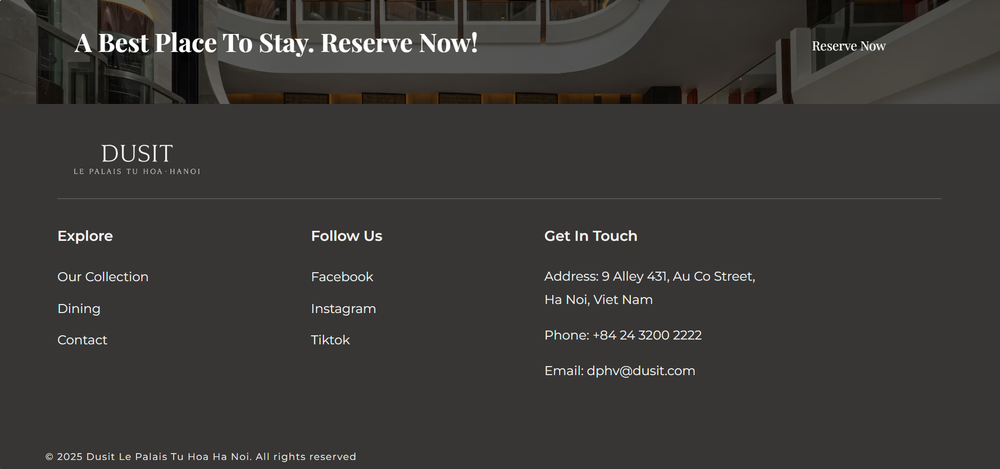 A Best Place To Stay. Reserve Now!
Reserve Now
DUSIT
LE PALAIS TU HOA · HANOI
Explore
Our Collection
Dining
Contact
Follow Us
Facebook
Instagram
Tiktok
Get In Touch
Address: 9 Alley 431, Au Co Street,
Ha Noi, Viet Nam
Phone: +84 24 3200 2222
Email: dphv@dusit.com
© 2025 Dusit Le Palais Tu Hoa Ha Noi. All rights reserved